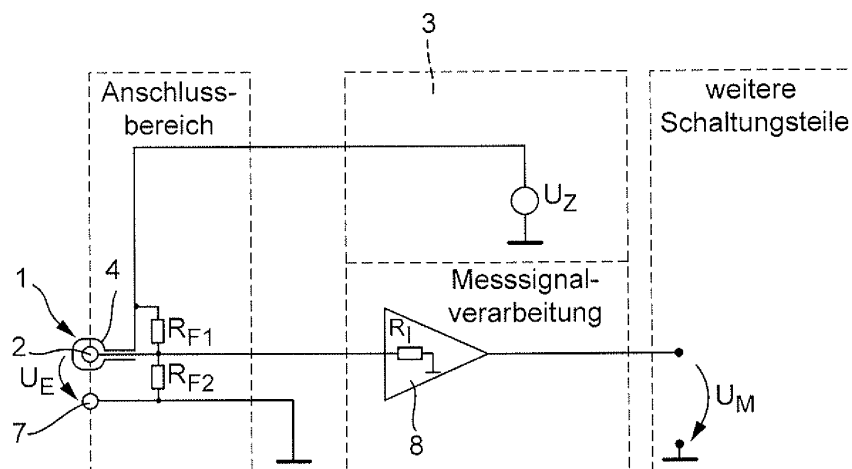 3
Anschluss-
bereich
weitere
Schaltungsteile
U_Z
Messsignal-
verarbeitung
1
4
R_F1
R_I
2
U_E
R_F2
U_M
7
8